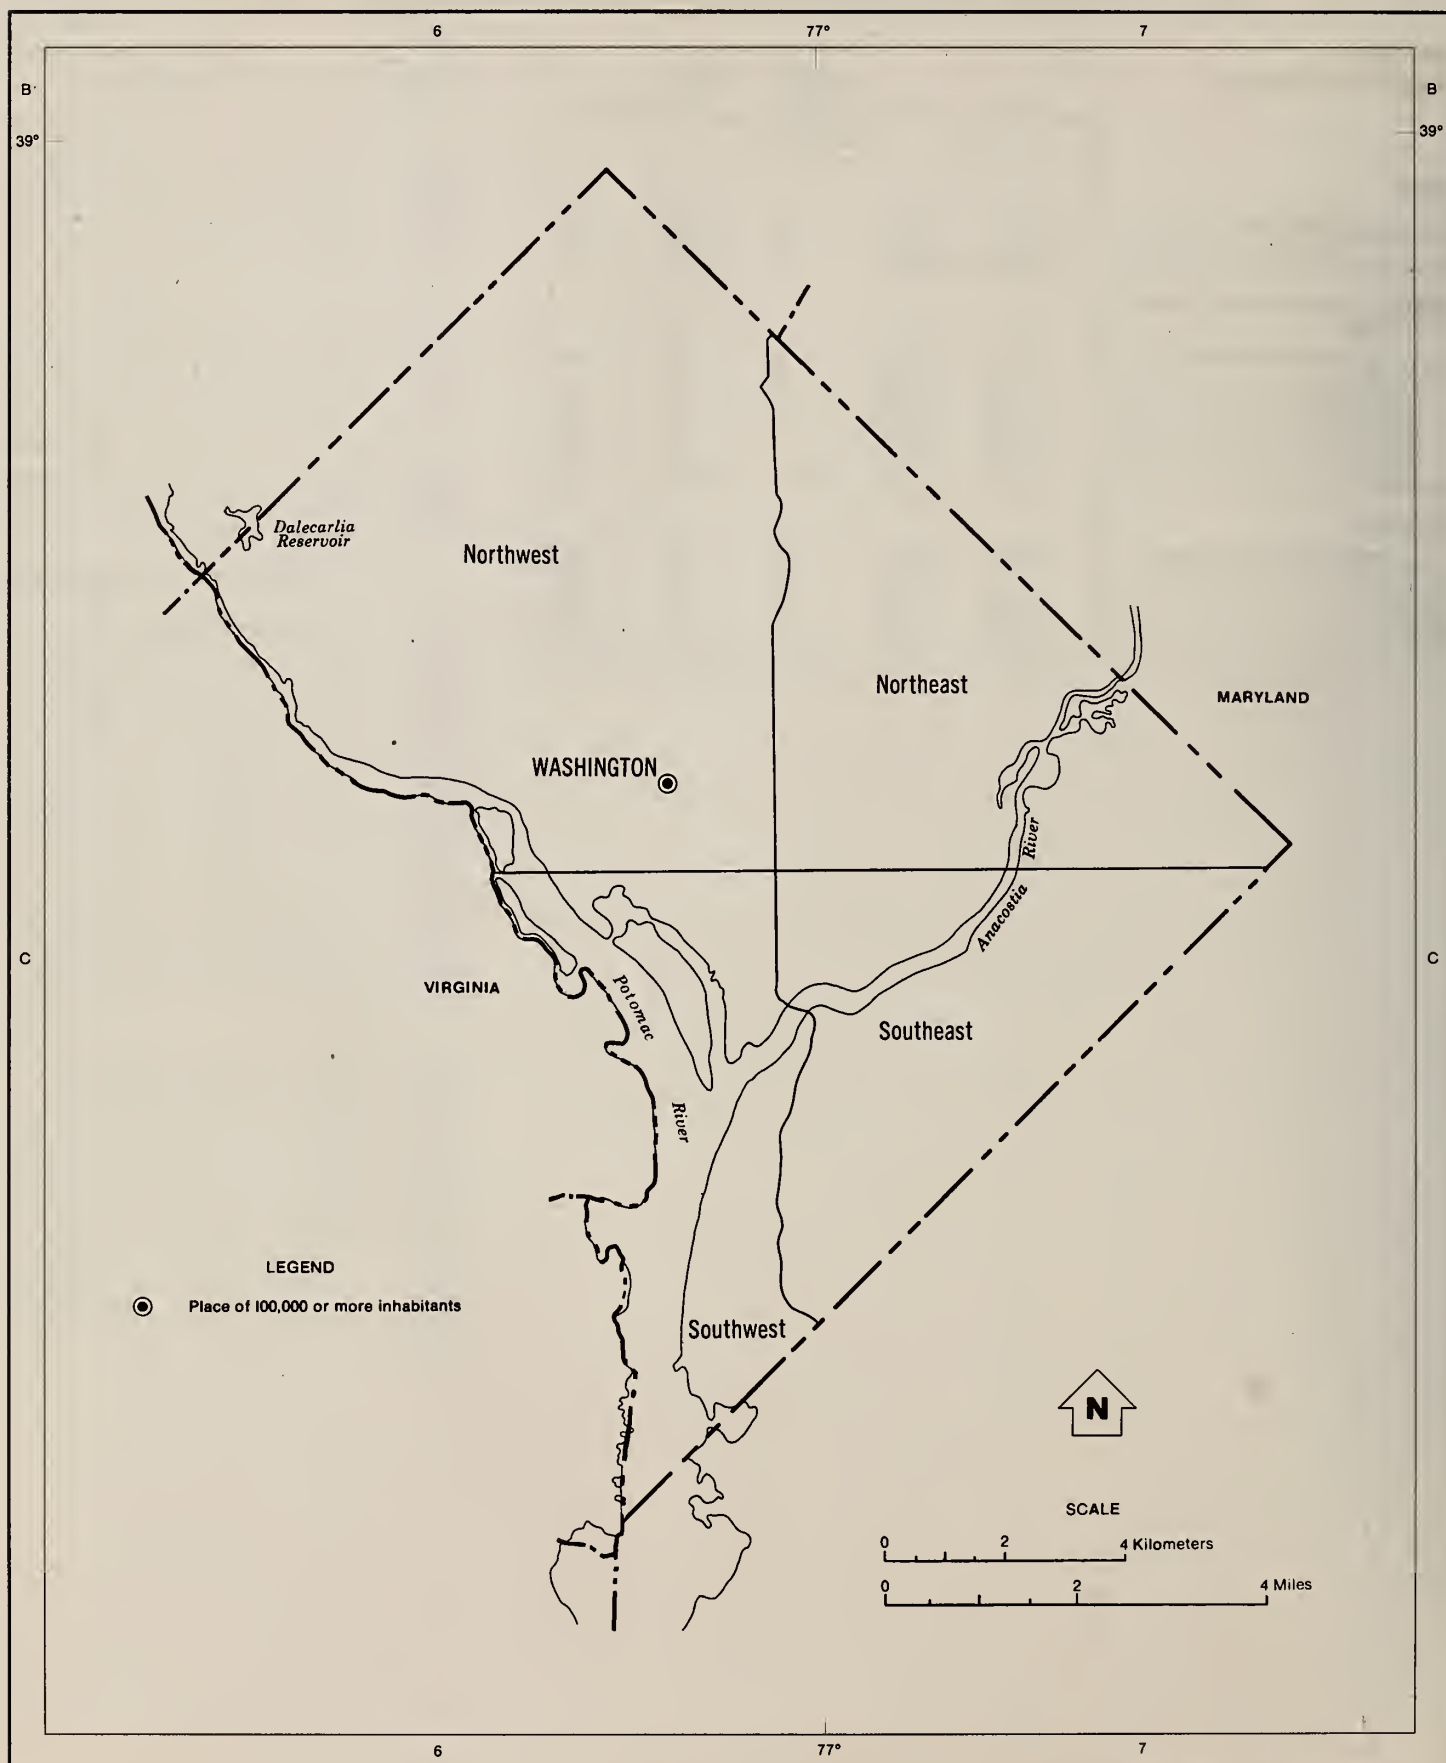 6 77° 7
B B
39° 39°
Dalecarlia
Reservoir
Northwest
Northeast
MARYLAND
WASHINGTON
River
Anacostia
C C
VIRGINIA
Potomac
Southeast
River
LEGEND
Place of 100,000 or more inhabitants
Southwest
N
SCALE
0 2 4 Kilometers
0 2 4 Miles
6 77° 7